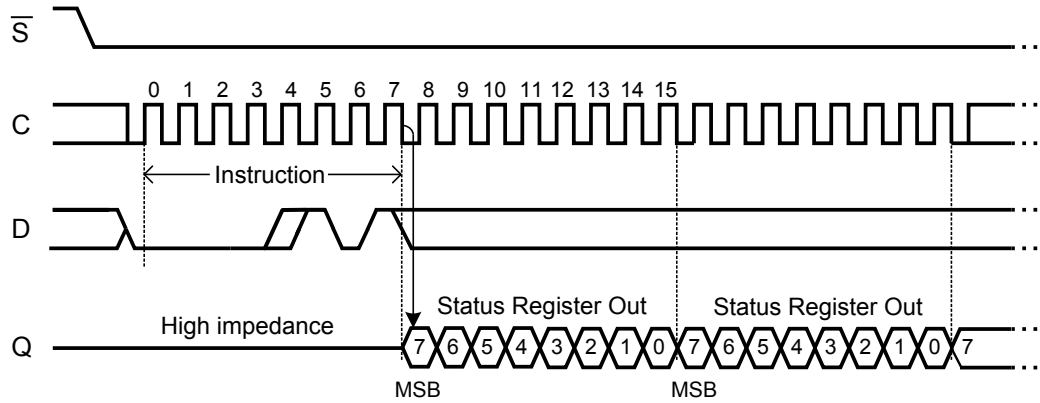 S
0 1 2 3 4 5 6 7 8 9 10 11 12 13 14 15
C
Instruction
D
Status Register Out Status Register Out
High impedance
Q 7 6 5 4 3 2 1 0 7 6 5 4 3 2 1 0 7
MSB MSB